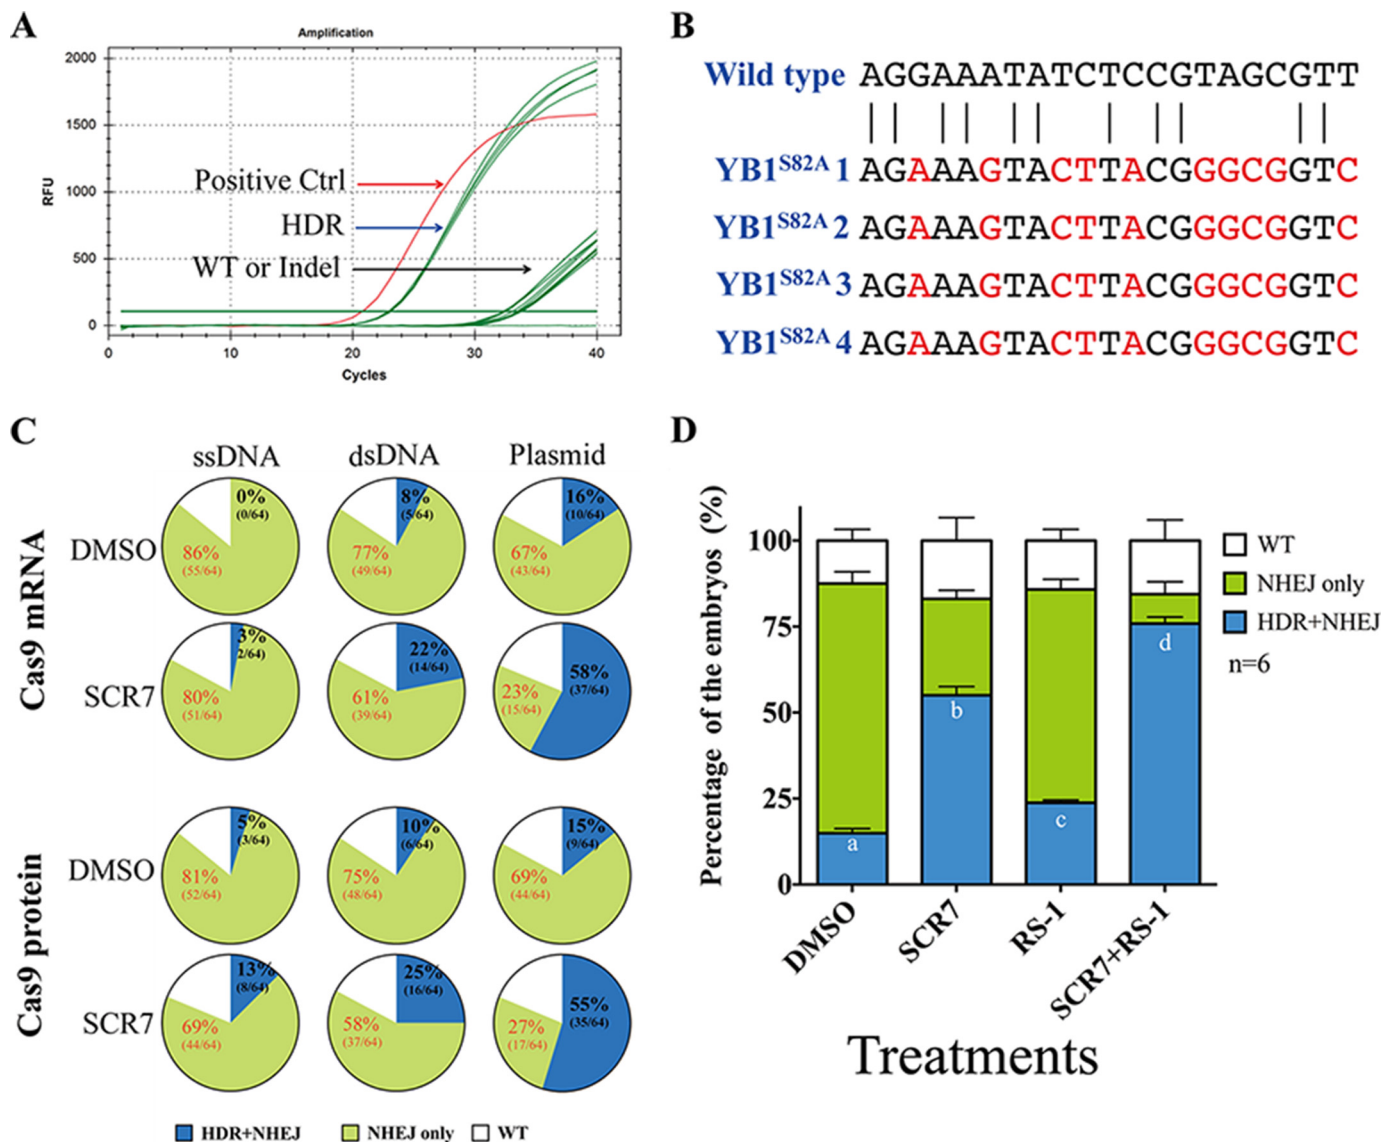 A
Amplification
2000
1500
1000
500
0
RFU
Positive Ctrl
HDR
WT or Indel
0 10 20 30 40
Cycles
B
Wild type AGGAAATATCTCCGTAGCGTT
YB1S82A 1 AGAAAGTACTTACGGGCGGTC
YB1S82A 2 AGAAAGTACTTACGGGCGGTC
YB1S82A 3 AGAAAGTACTTACGGGCGGTC
YB1S82A 4 AGAAAGTACTTACGGGCGGTC
C
ssDNA dsDNA Plasmid
Cas9 mRNA
DMSO
0%
(0/64)
86%
(55/64)
8%
(5/64)
77%
(49/64)
16%
(10/64)
67%
(43/64)
SCR7
3%
2/64)
80%
(51/64)
22%
(14/64)
61%
(39/64)
58%
(37/64)
23%
(15/64)
Cas9 protein
DMSO
5%
(3/64)
81%
(52/64)
10%
(6/64)
75%
(48/64)
15%
(9/64)
69%
(44/64)
SCR7
13%
(8/64)
69%
(44/64)
25%
(16/64)
58%
(37/64)
55%
(35/64)
27%
(17/64)
HDR+NHEJ NHEJ only WT
D
Percentage of the embroys (%)
100
75
50
25
0
a
b
c
d
WT
NHEJ only
HDR+NHEJ
n=6
DMSO
SCR7
RS-1
SCR7+RS-1
Treatments